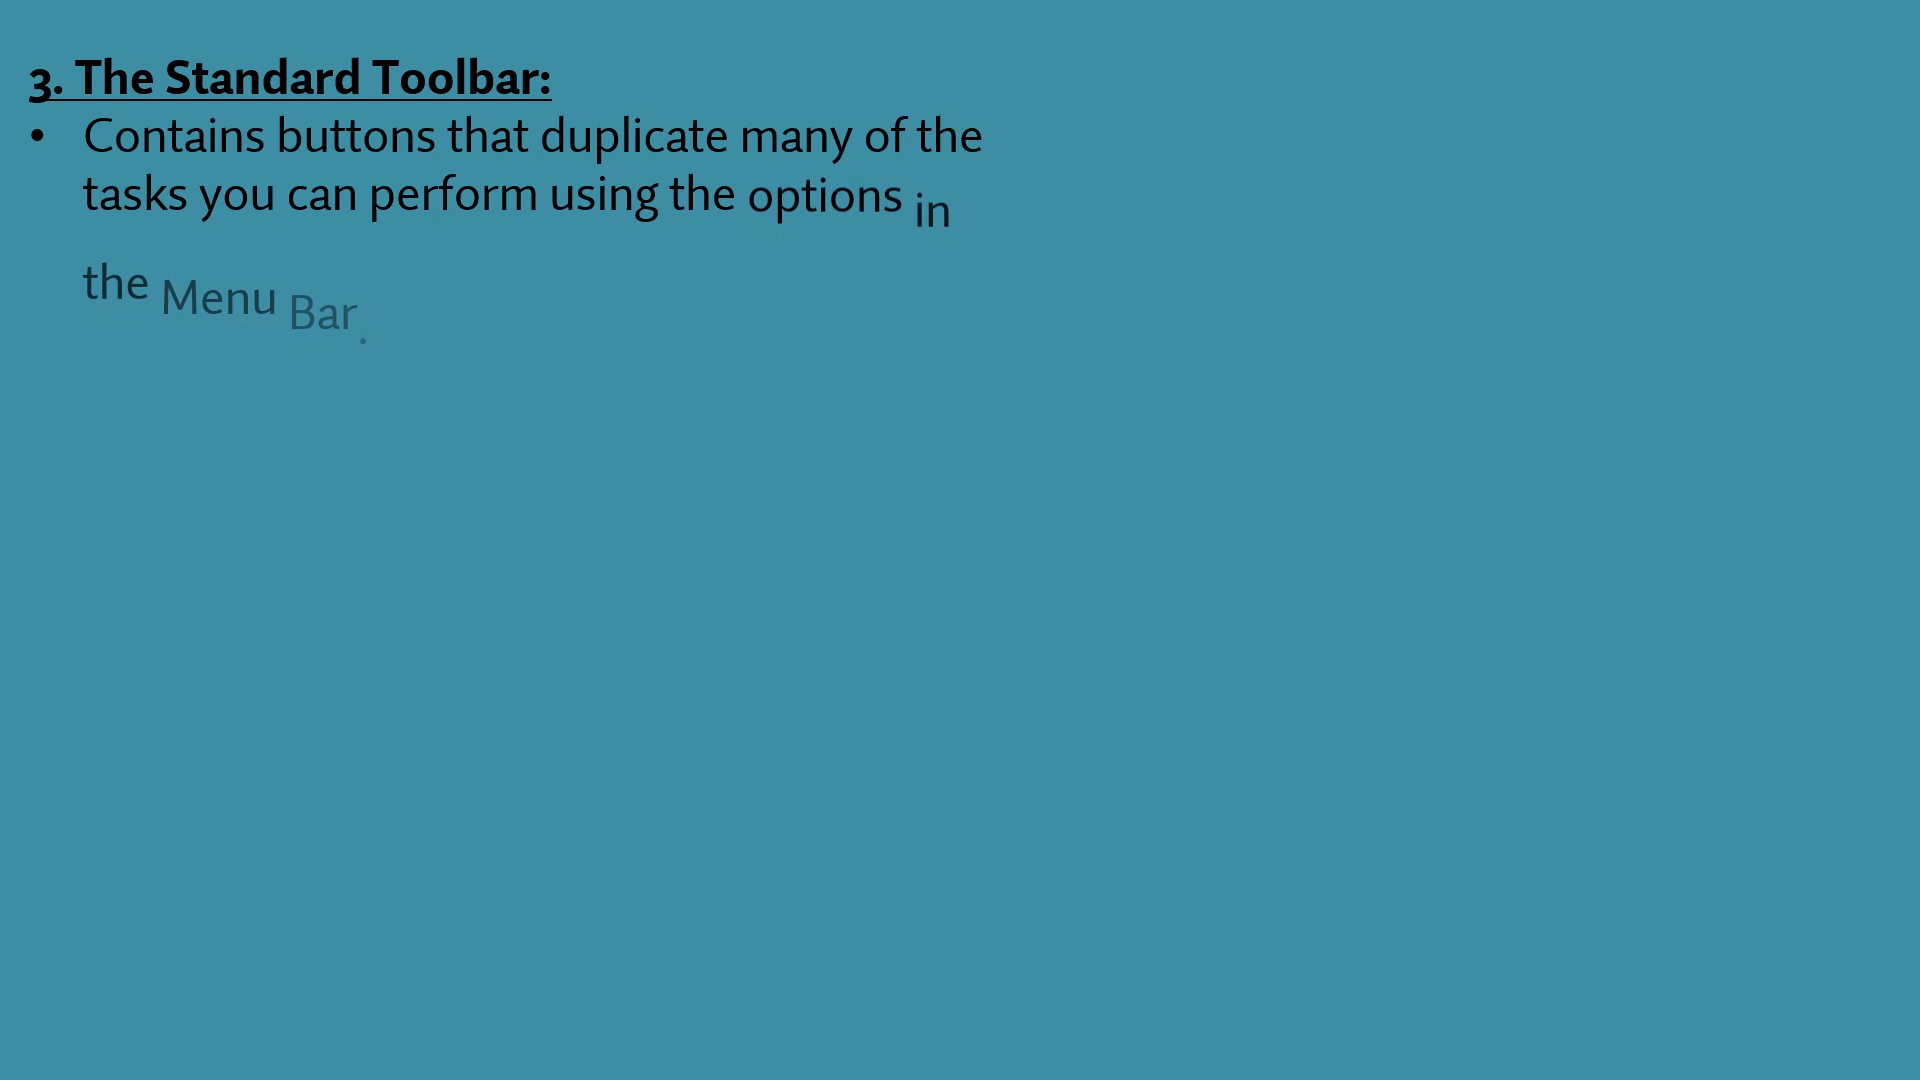 3. The Standard Toolbar:
• Contains buttons that duplicate many of the
tasks you can perform using the options in
the Menu Bar.